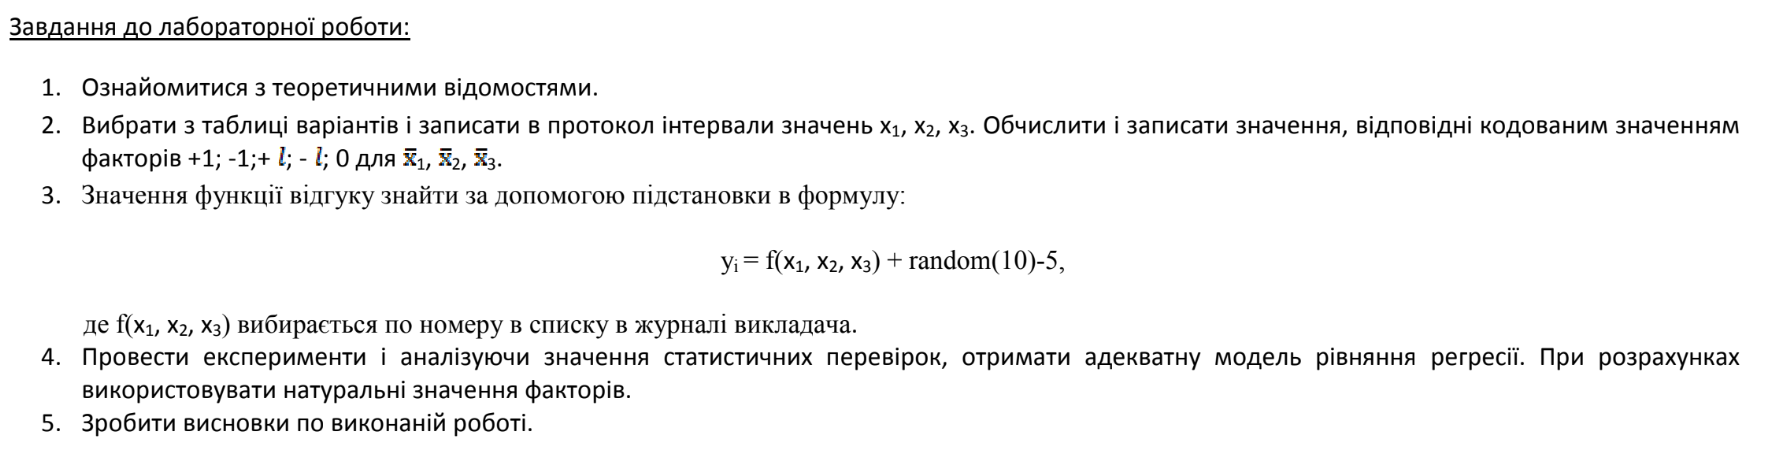 Завдання до лабораторної роботи:
1. Ознайомитися з теоретичними відомостями.
2. Вибрати з таблиці варіантів і записати в протокол інтервали значень x₁, x₂, x₃. Обчислити і записати значення, відповідні кодованим значенням
факторів +1; -1;+ l; - l; 0 для x̄₁, x̄₂, x̄₃.
3. Значення функції відгуку знайти за допомогою підстановки в формулу:
yᵢ = f(x₁, x₂, x₃) + random(10)-5,
де f(x₁, x₂, x₃) вибирається по номеру в списку в журналі викладача.
4. Провести експерименти і аналізуючи значення статистичних перевірок, отримати адекватну модель рівняння регресії. При розрахунках
використовувати натуральні значення факторів.
5. Зробити висновки по виконаній роботі.